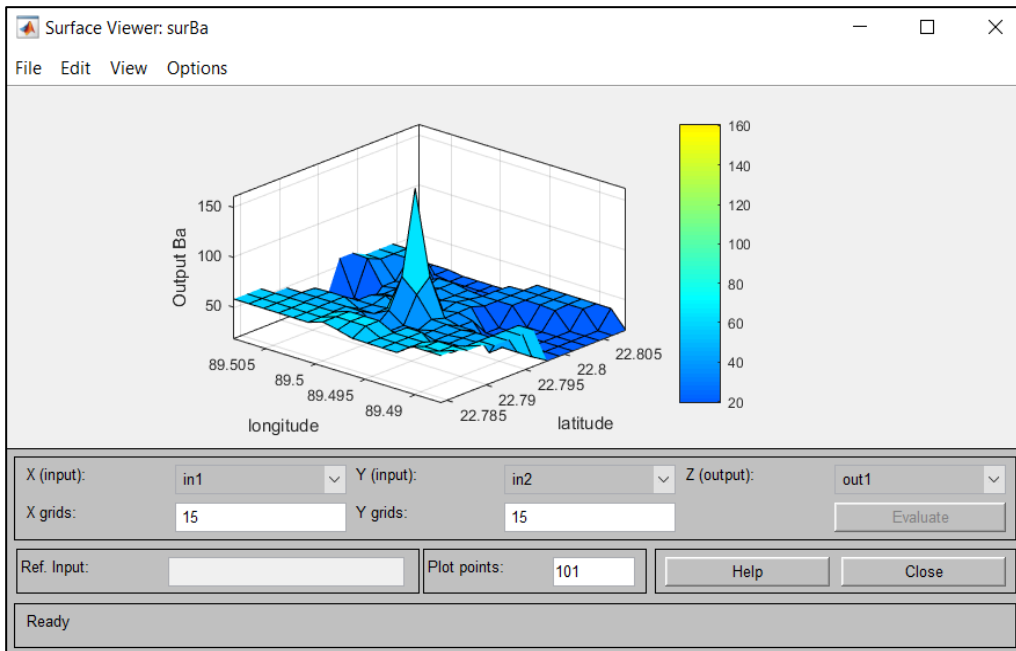 Surface Viewer: surBa
File Edit View Options
150
100
50
Output Ba
89.505
89.5
89.495
89.49
longitude
22.805
22.8
22.795
22.79
22.785
latitude
160
140
120
100
80
60
40
20
X (input): in1 Y (input): in2 Z (output): out1
X grids: 15 Y grids: 15 Evaluate
Ref. Input: Plot points: 101 Help Close
Ready